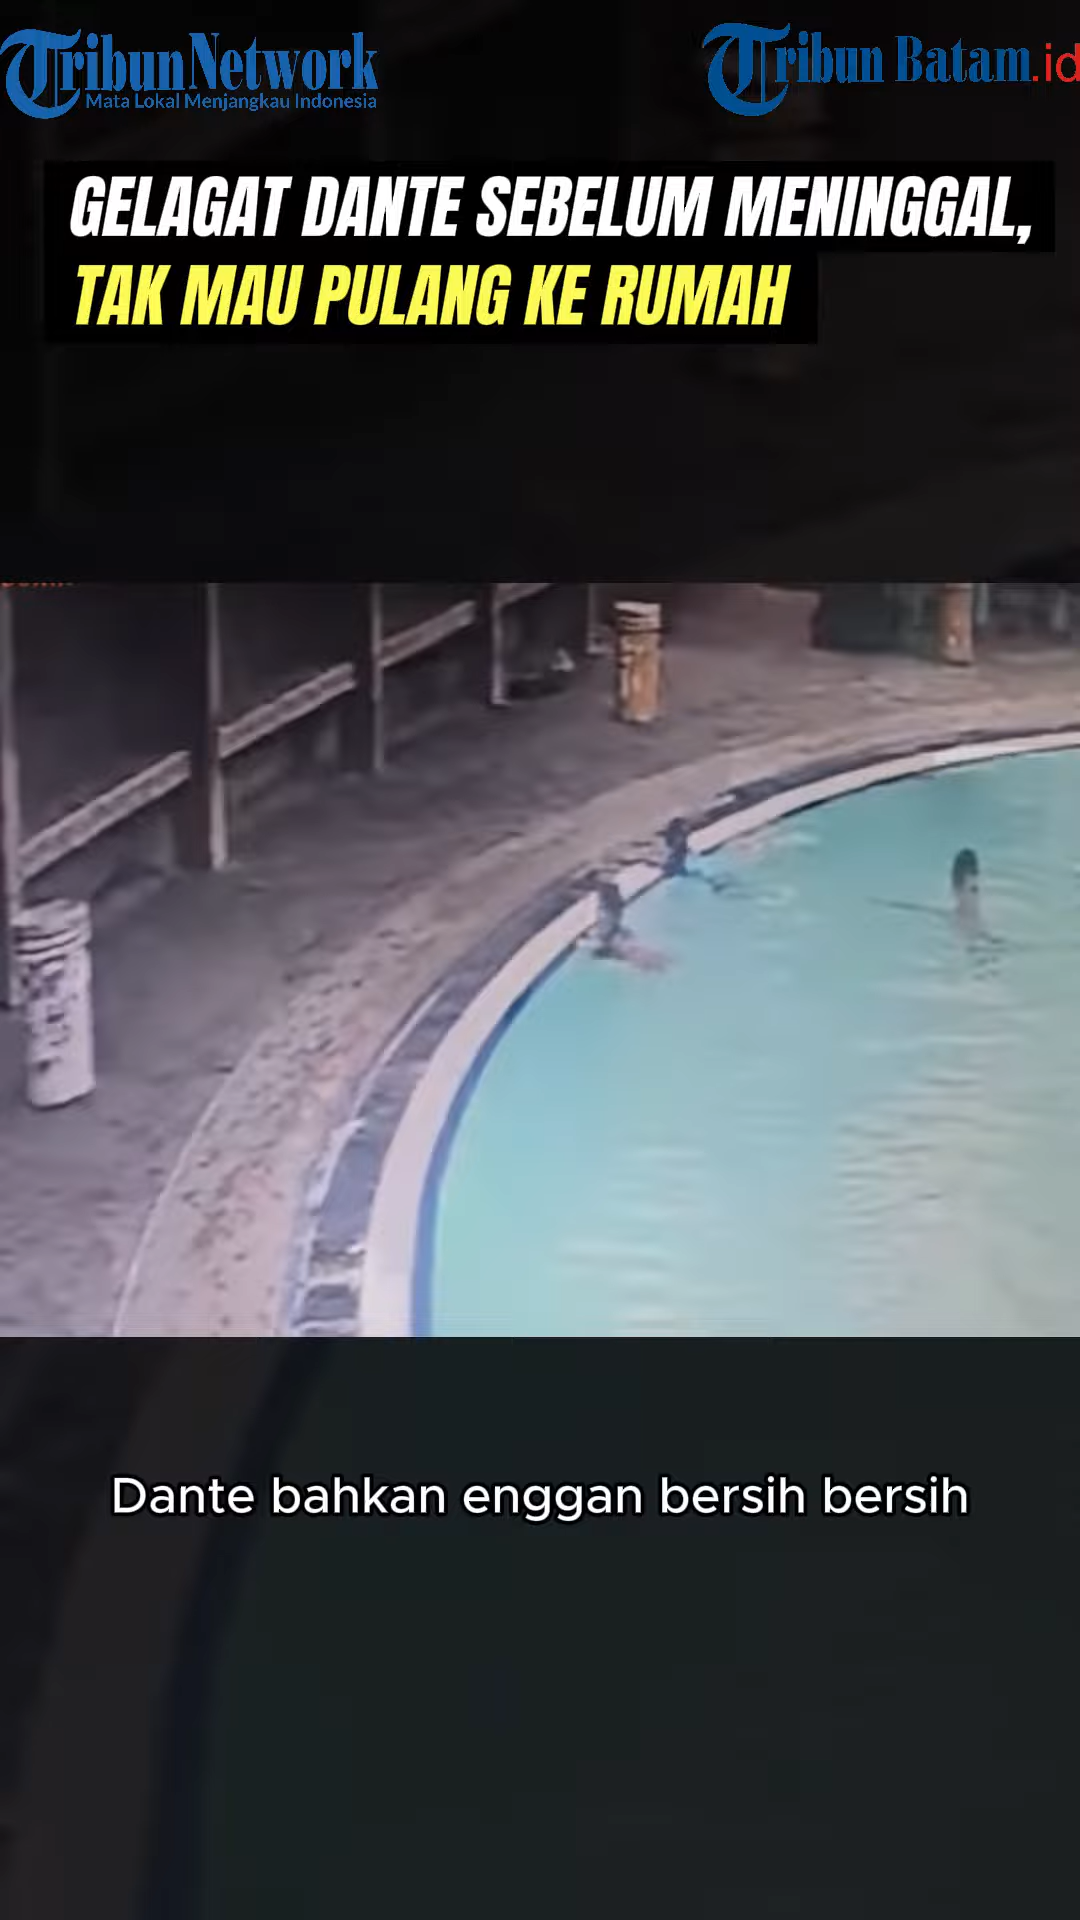 TribunNetwork
Mata Lokal Menjangkau Indonesia
Tribun Batam.id
GELAGAT DANTE SEBELUM MENINGGAL,
TAK MAU PULANG KE RUMAH
Dante bahkan enggan bersih bersih